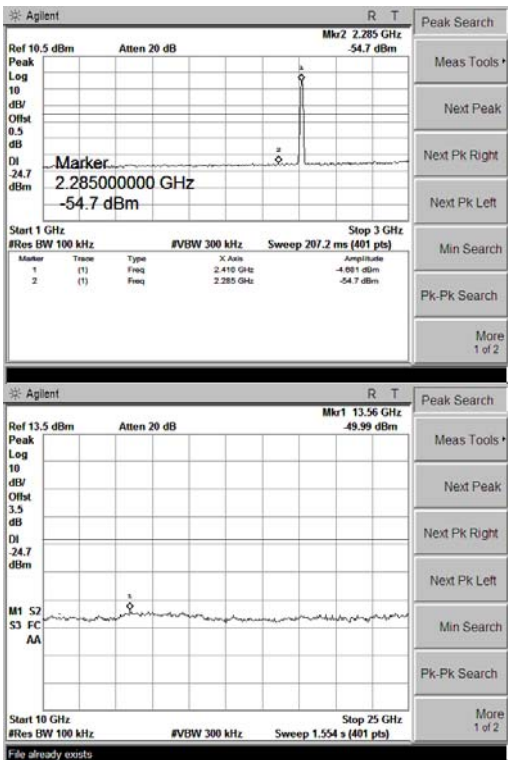 Agilent R T
Peak Search
Mkr2 2.285 GHz
Ref 10.5 dBm Atten 20 dB -54.7 dBm
Peak
Log
10
dB/
Offst
0.5
dB
DI
-24.7
dBm
1
2
Marker
2.285000000 GHz
-54.7 dBm
Start 1 GHz Stop 3 GHz
#Res BW 100 kHz #VBW 300 kHz Sweep 207.2 ms (401 pts)
Marker Trace Type X Axis Amplitude
1 (1) Freq 2.410 GHz -4.681 dBm
2 (1) Freq 2.285 GHz -54.7 dBm
Meas Tools
Next Peak
Next Pk Right
Next Pk Left
Min Search
Pk-Pk Search
More
1 of 2
Agilent R T
Peak Search
Mkr1 13.56 GHz
Ref 13.5 dBm Atten 20 dB -49.99 dBm
Peak
Log
10
dB/
Offst
3.5
dB
DI
-24.7
dBm
1
M1 S2
S3 FC
AA
Start 10 GHz Stop 25 GHz
#Res BW 100 kHz #VBW 300 kHz Sweep 1.554 s (401 pts)
Meas Tools
Next Peak
Next Pk Right
Next Pk Left
Min Search
Pk-Pk Search
More
1 of 2
File already exists